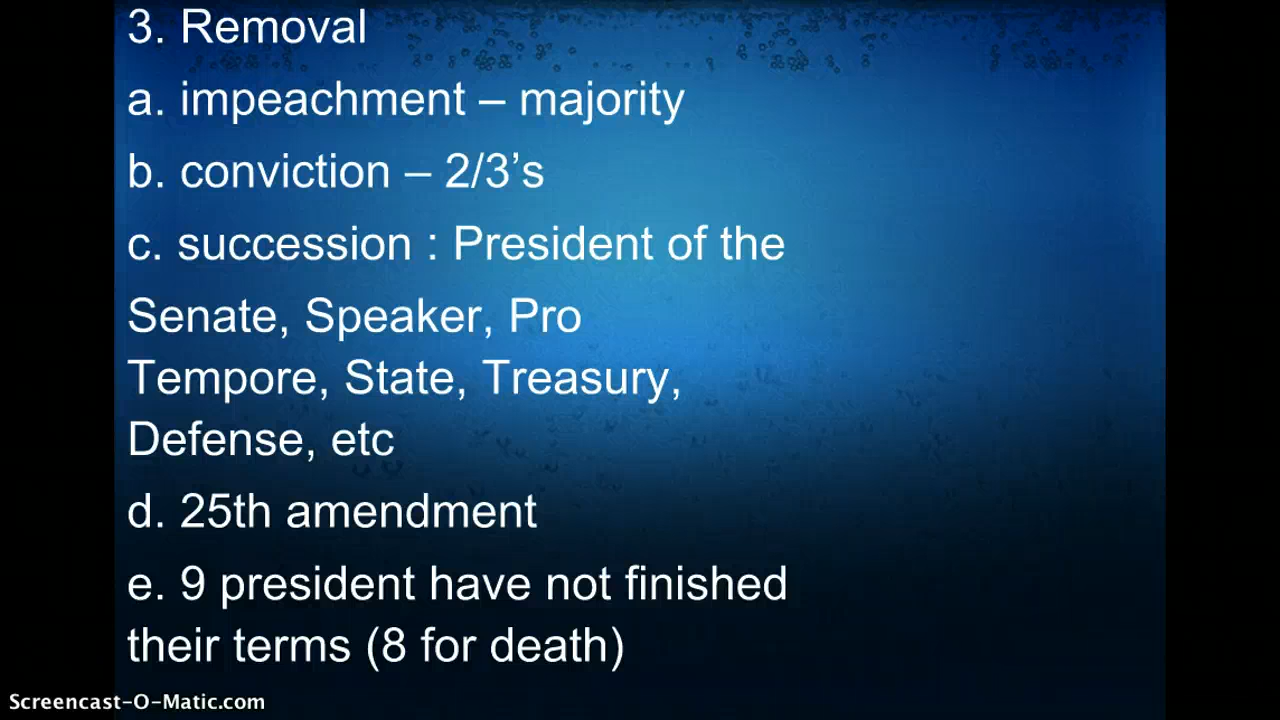 3. Removal
a. impeachment – majority
b. conviction – 2/3’s
c. succession : President of the
Senate, Speaker, Pro
Tempore, State, Treasury,
Defense, etc
d. 25th amendment
e. 9 president have not finished
their terms (8 for death)
Screencast-O-Matic.com